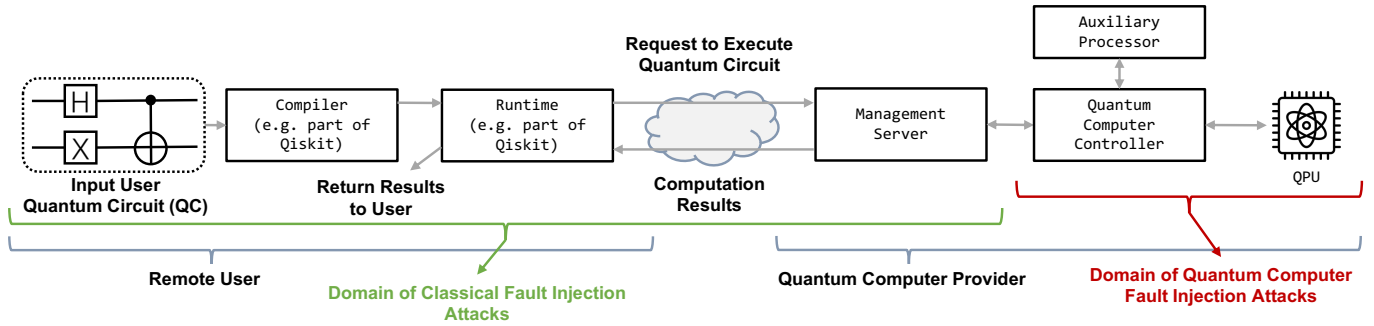 H
X
Input User
Quantum Circuit (QC)
Compiler
(e.g. part of
Qiskit)
Return Results
to User
Runtime
(e.g. part of
Qiskit)
Request to Execute
Quantum Circuit
Computation
Results
Management
Server
Auxiliary
Processor
Quantum
Computer
Controller
QPU
Remote User
Domain of Classical Fault Injection
Attacks
Quantum Computer Provider
Domain of Quantum Computer
Fault Injection Attacks